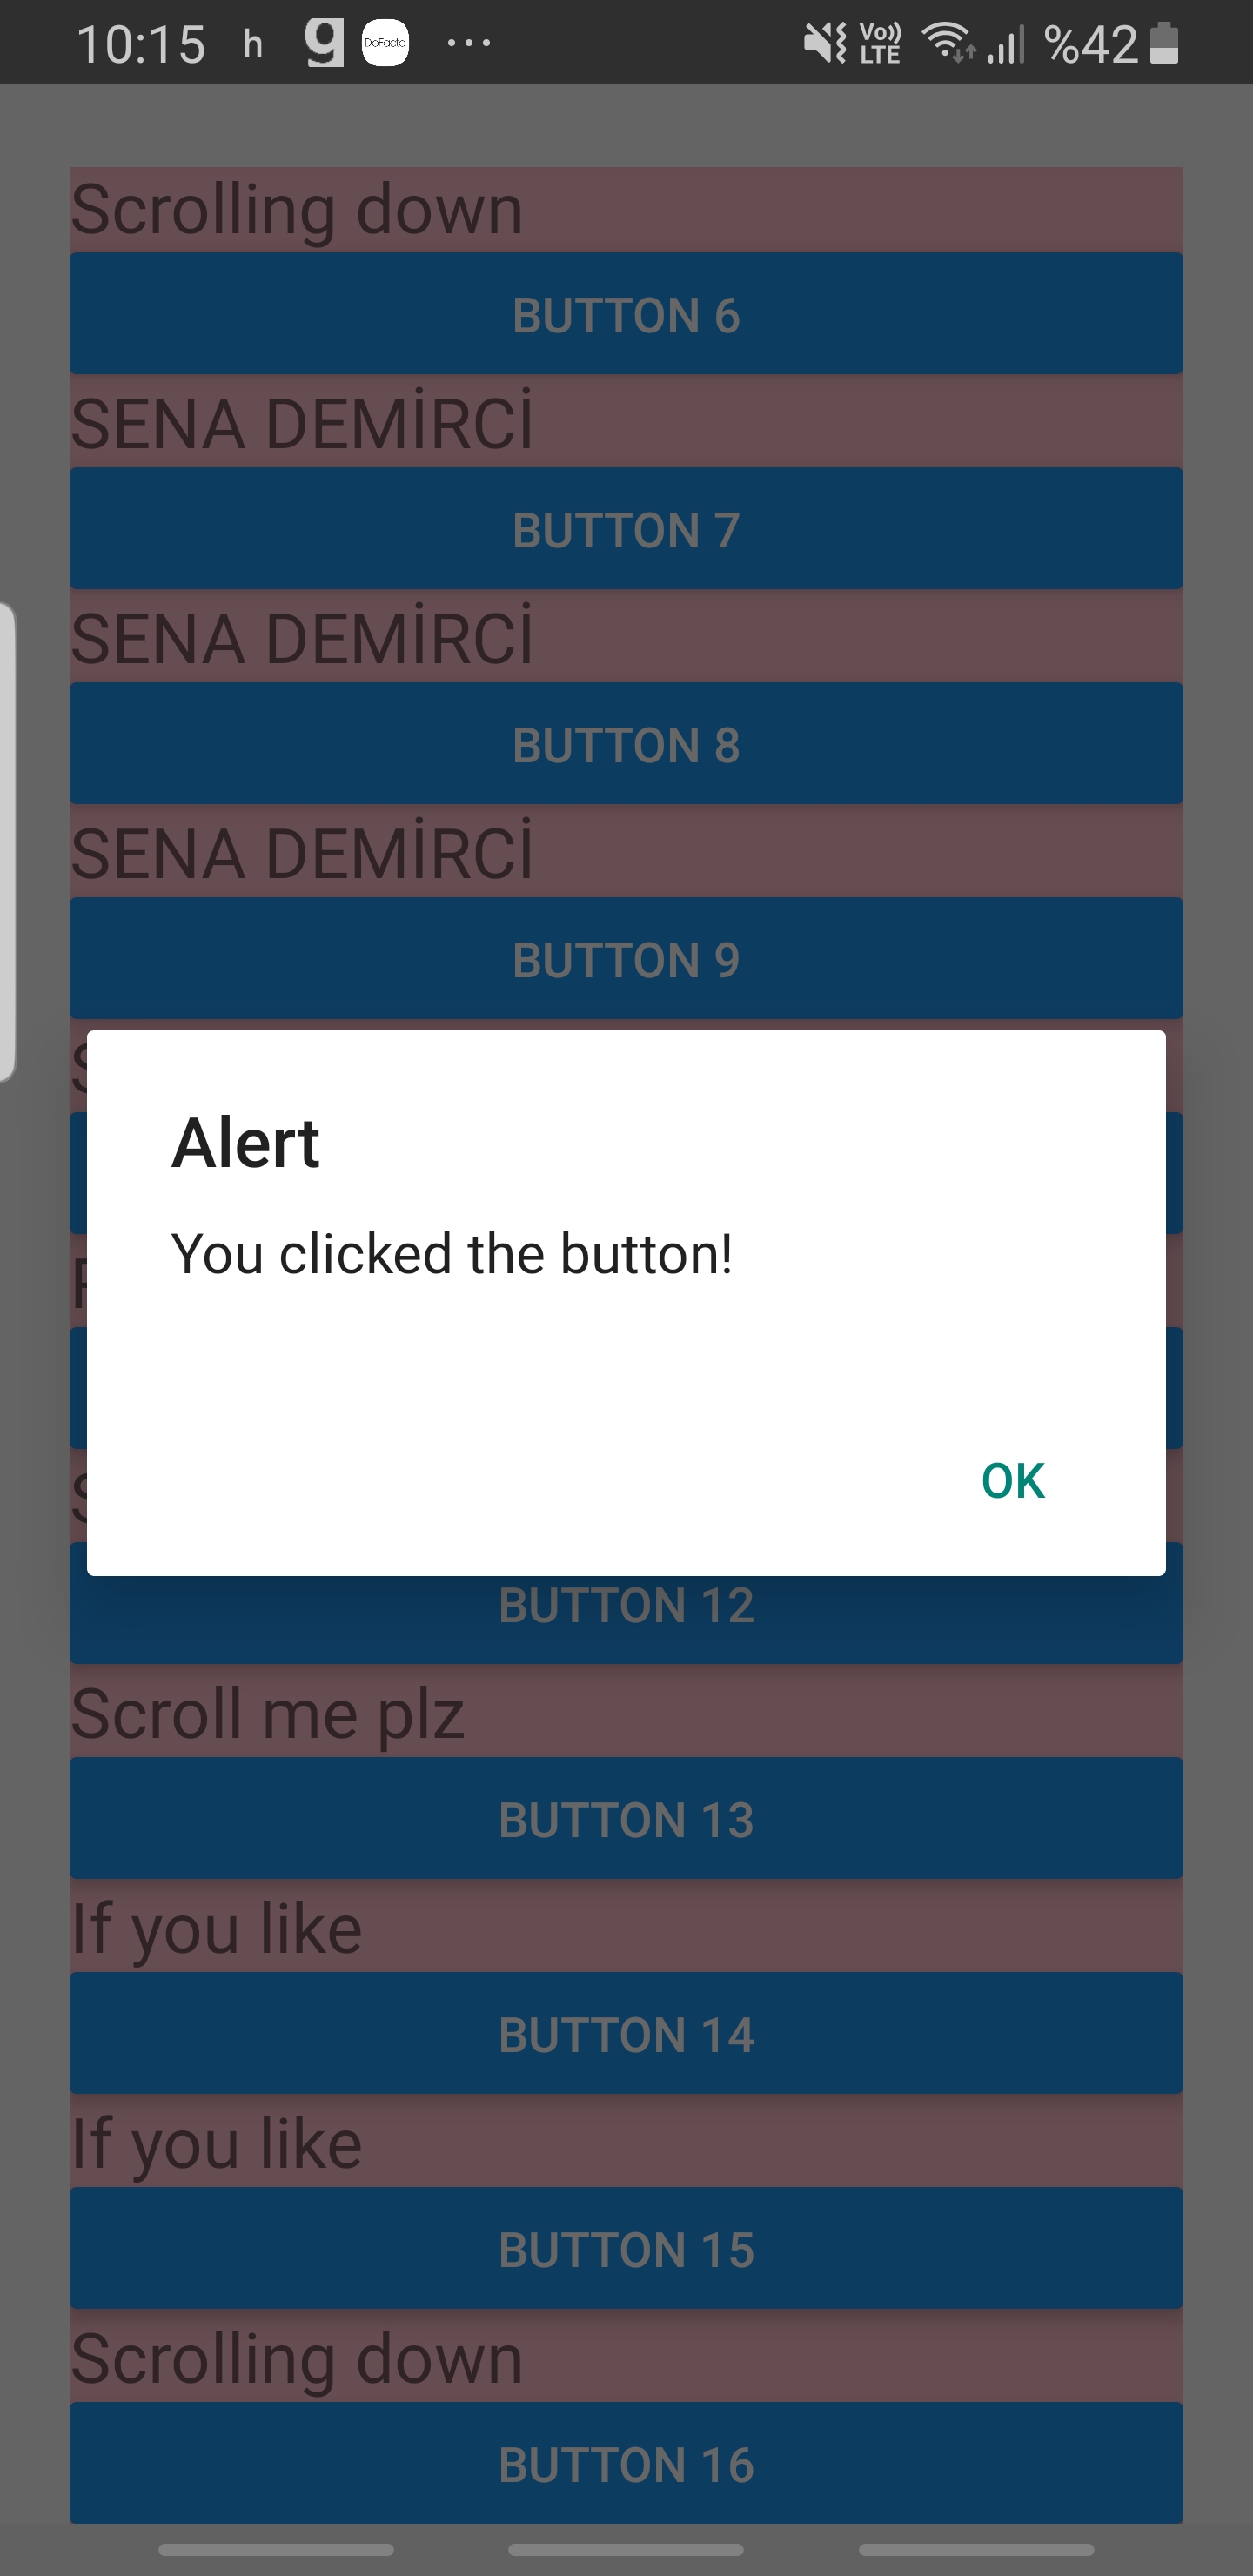 10:15 h g DeFacto ... Vo)) LTE %42
Scrolling down
BUTTON 6
SENA DEMİRCİ
BUTTON 7
SENA DEMİRCİ
BUTTON 8
SENA DEMİRCİ
BUTTON 9
Alert
You clicked the button!
OK
BUTTON 12
Scroll me plz
BUTTON 13
If you like
BUTTON 14
If you like
BUTTON 15
Scrolling down
BUTTON 16